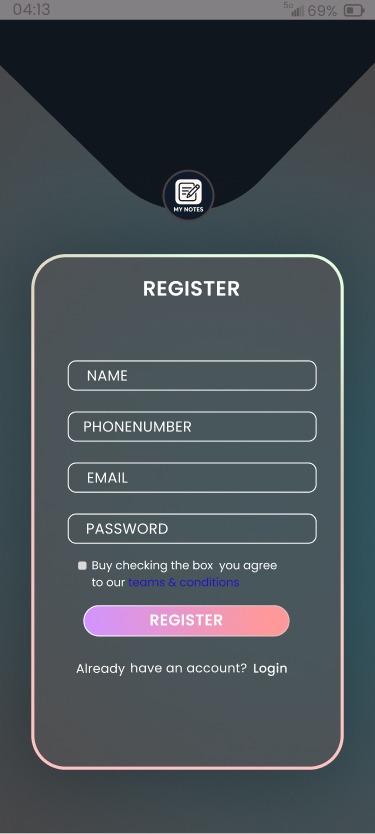 04:13 5G 69%
MY NOTES
REGISTER
NAME
PHONENUMBER
EMAIL
PASSWORD
Buy checking the box you agree
to our teams & conditions
REGISTER
Already have an account? Login